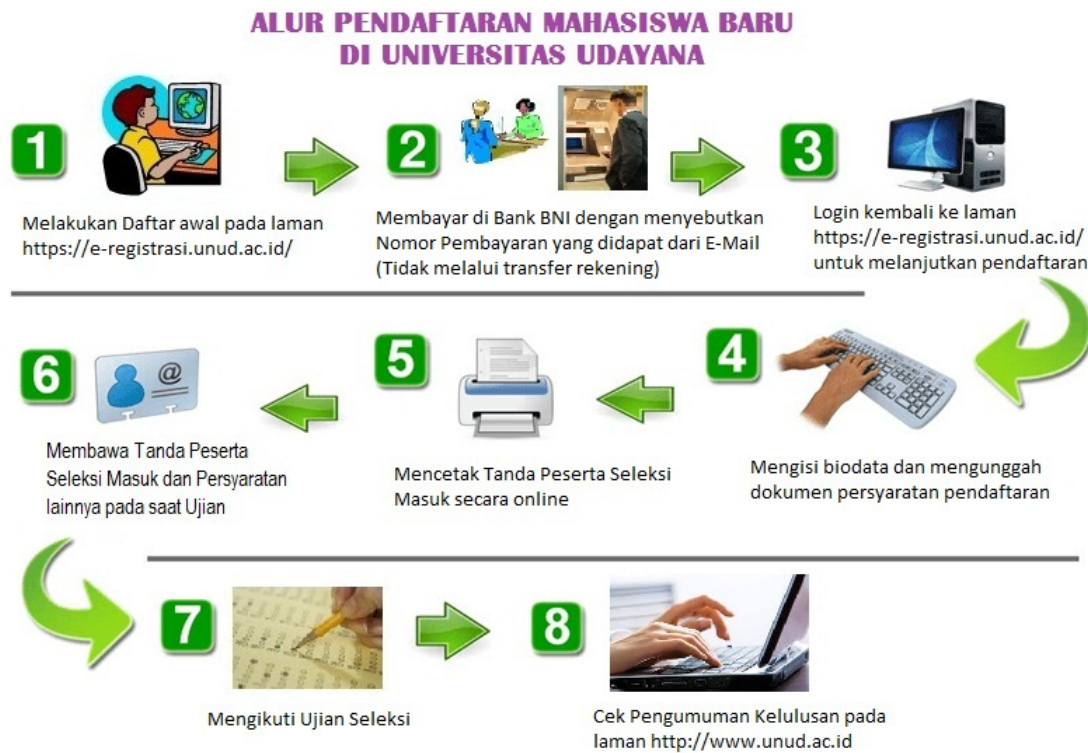 ALUR PENDAFTARAN MAHASISWA BARU
DI UNIVERSITAS UDAYANA
1
Melakukan Daftar awal pada laman
https://e-registrasi.unud.ac.id/
2
Membayar di Bank BNI dengan menyebutkan
Nomor Pembayaran yang didapat dari E-Mail
(Tidak melalui transfer rekening)
3
Login kembali ke laman
https://e-registrasi.unud.ac.id/
untuk melanjutkan pendaftaran
4
Mengisi biodata dan mengunggah
dokumen persyaratan pendaftaran
5
Mencetak Tanda Peserta Seleksi
Masuk secara online
6
@
Membawa Tanda Peserta
Seleksi Masuk dan Persyaratan
lainnya pada saat Ujian
7
Mengikuti Ujian Seleksi
8
Cek Pengumuman Kelulusan pada
laman http://www.unud.ac.id